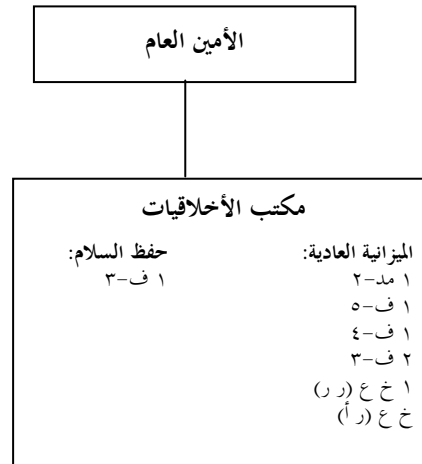 الأمين العام
مكتب الأخلاقيات
الميزانية العادية:
١ مد-٢
١ ف-٥
١ ف-٤
٢ ف-٣
١ خ ع (ر ر)
خ ع (ر أ)
حفظ السلام:
١ ف-٣